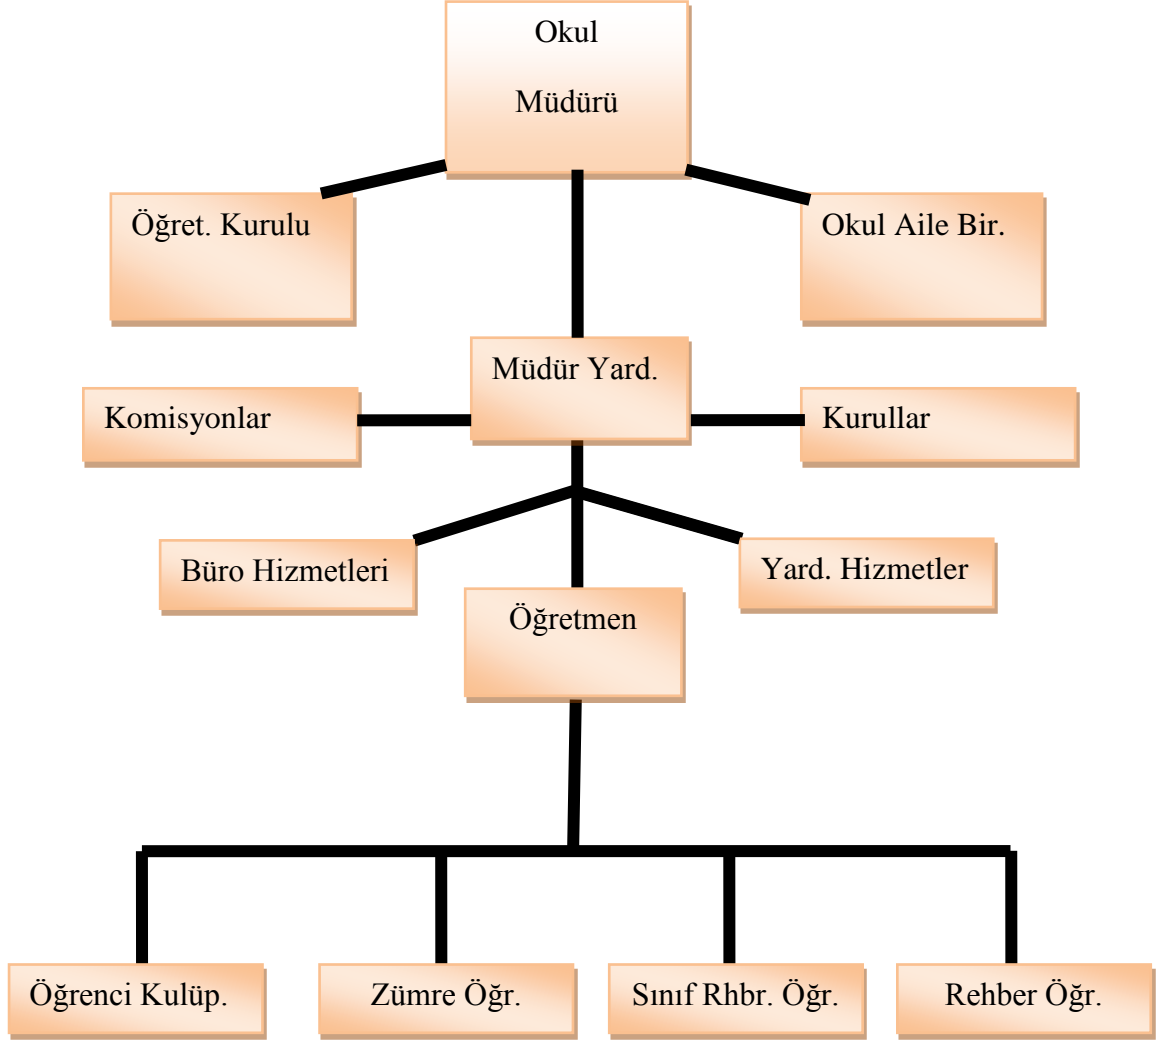 Okul
Müdürü
Öğret. Kurulu
Okul Aile Bir.
Müdür Yard.
Komisyonlar
Kurullar
Büro Hizmetleri
Yard. Hizmetler
Öğretmen
Öğrenci Kulüp.
Zümre Öğr.
Sınıf Rhbr. Öğr.
Rehber Öğr.